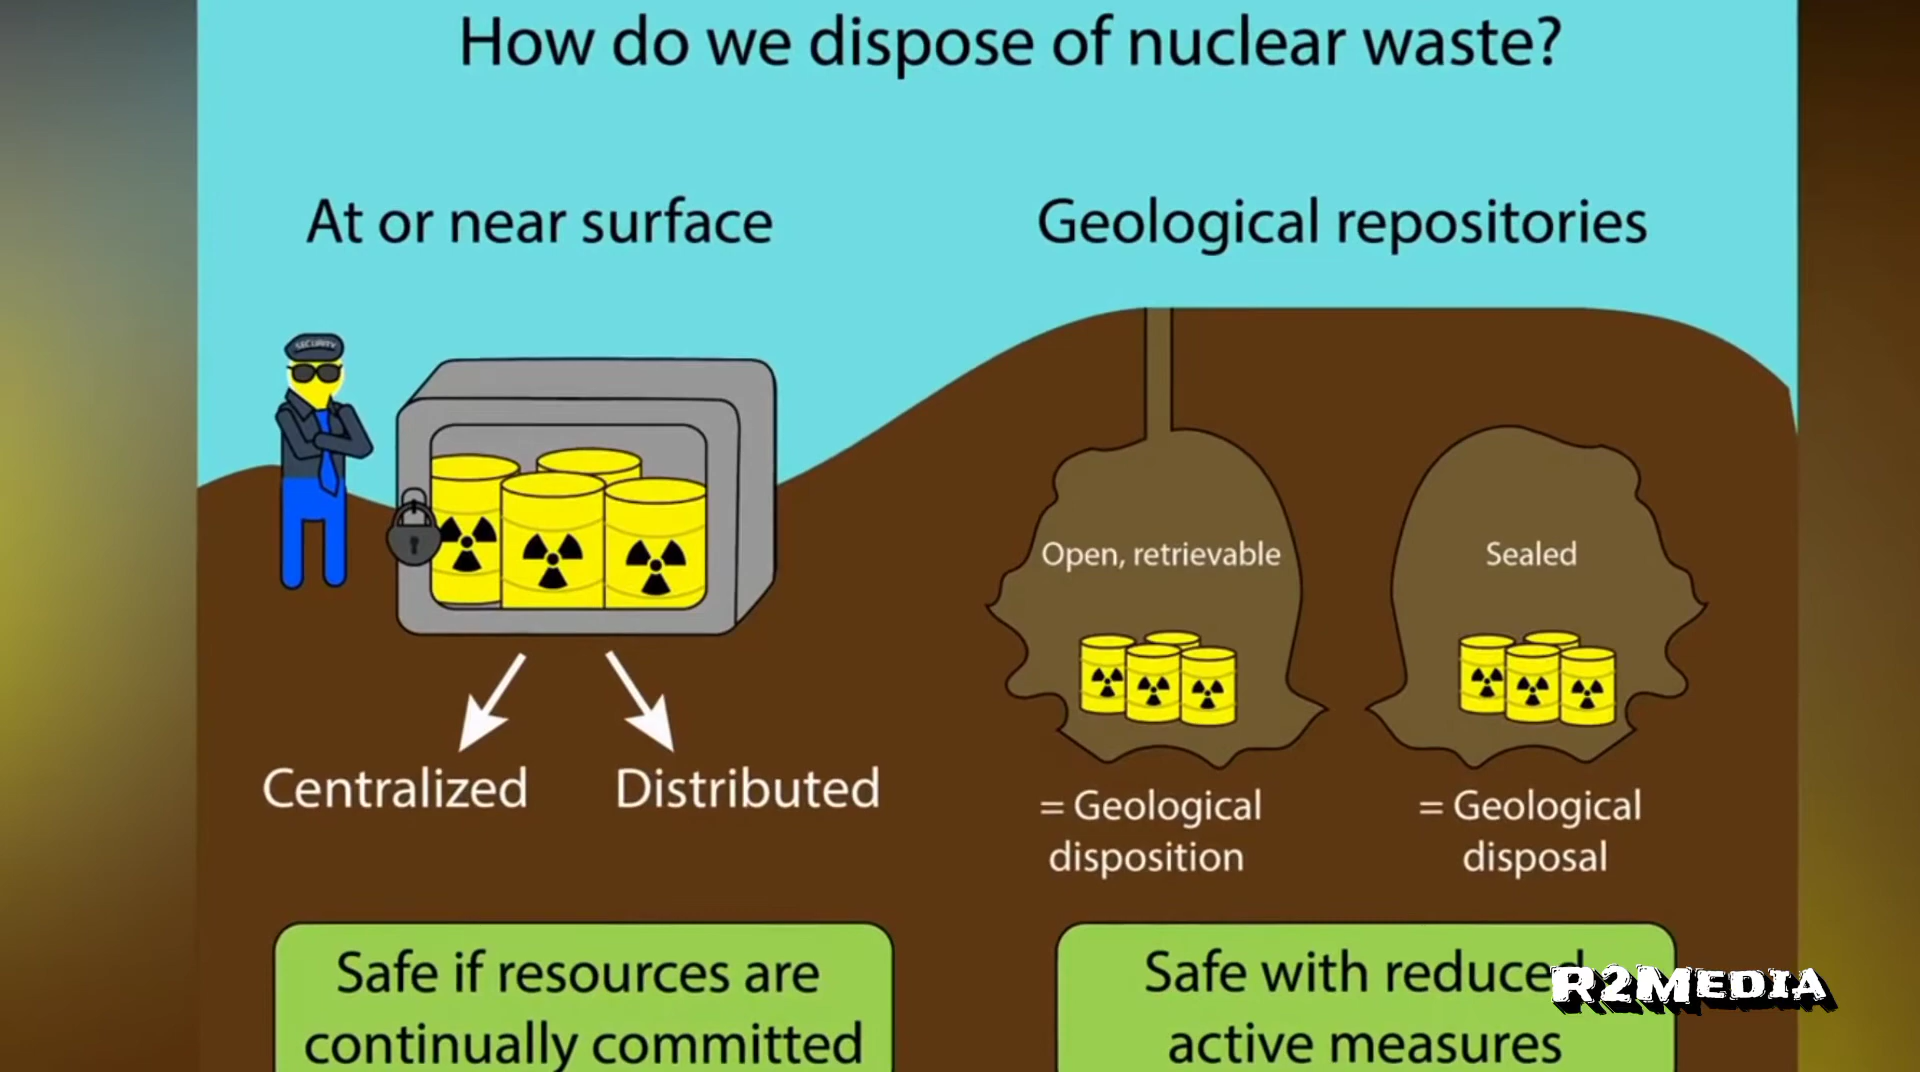 How do we dispose of nuclear waste?
At or near surface
Geological repositories
SECURITY
Open, retrievable
Sealed
Centralized
Distributed
= Geological
disposition
= Geological
disposal
Safe if resources are
continually committed
Safe with reduced
active measures
R2MEDIA